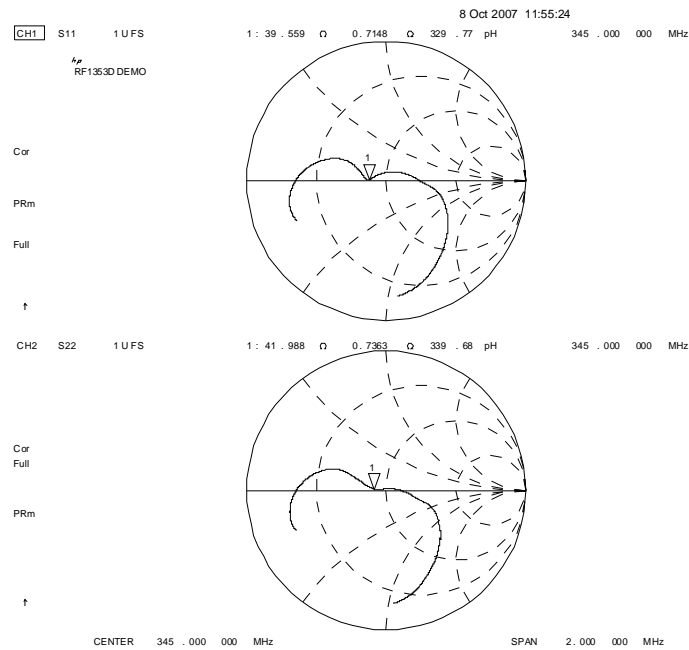 8 Oct 2007 11:55:24
CH1 S11 1 U FS 1: 39 .559 Ω 0.7148 Ω 329 .77 pH 345 .000 000 MHz
hp
RF1353D DEMO
1
Cor
PRm
Full
↑
CH2 S22 1 U FS 1: 41 .988 Ω 0.7363 Ω 339 .68 pH 345 .000 000 MHz
1
Cor
Full
PRm
↑
CENTER 345 .000 000 MHz SPAN 2.000 000 MHz